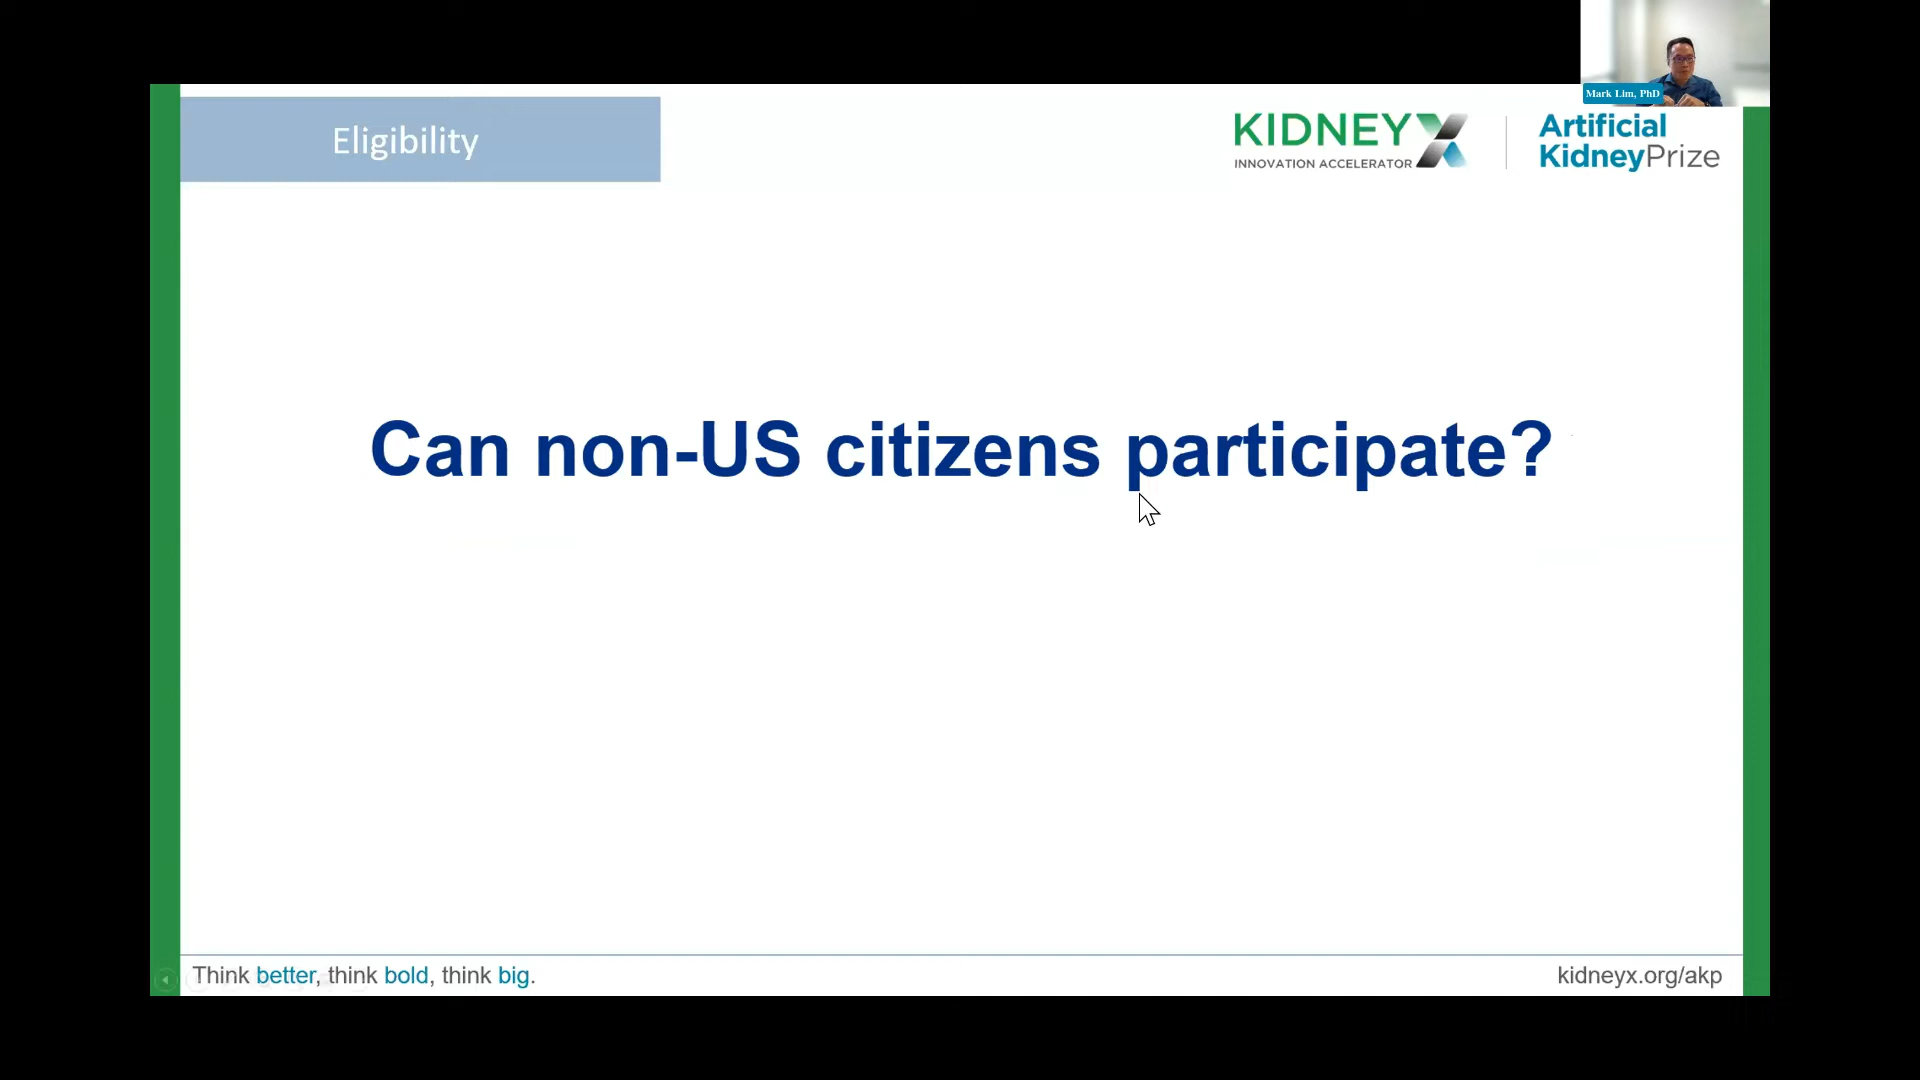 Mark Lim, PhD
Eligibility
KIDNEYX
INNOVATION ACCELERATOR
Artificial
KidneyPrize
Can non-US citizens participate?
Think better, think bold, think big.
kidneyx.org/akp